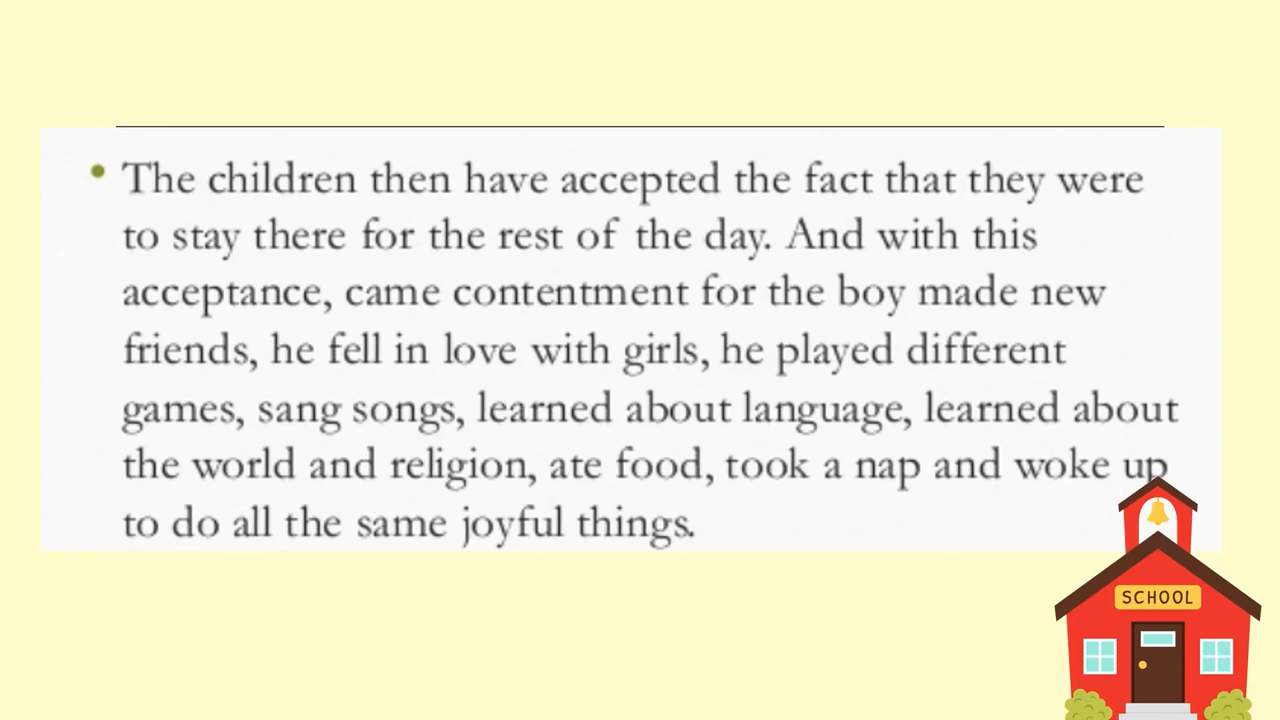 • The children then have accepted the fact that they were
to stay there for the rest of the day. And with this
acceptance, came contentment for the boy made new
friends, he fell in love with girls, he played different
games, sang songs, learned about language, learned about
the world and religion, ate food, took a nap and woke up
to do all the same joyful things.
SCHOOL